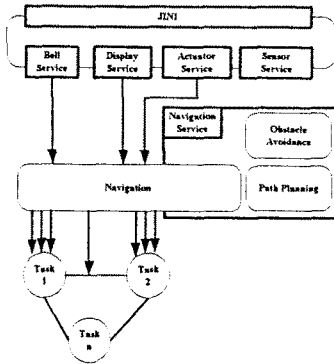 JINI
Bell
Service
Display
Service
Actuator
Service
Sensor
Service
Navigation
Service
Obstacle
Avoidance
Navigation
Path Planning
Task
1
Task
2
Task
n